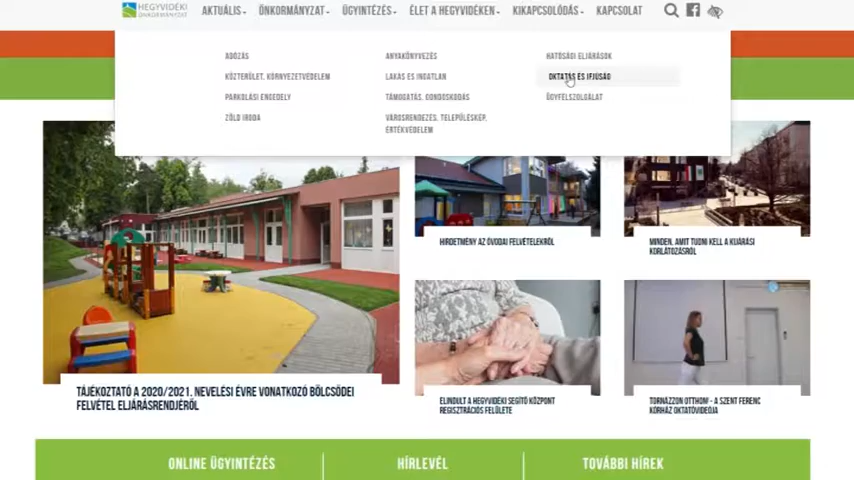 HEGYVIDÉKI
ÖNKORMÁNYZAT
AKTUÁLIS
ÖNKORMÁNYZAT
ÜGYINTÉZÉS
ÉLET A HEGYVIDÉKEN
KIKAPCSOLÓDÁS
KAPCSOLAT
ADÓZÁS
ANYAKÖNYVEZÉS
HATÓSÁGI ELJÁRÁSOK
KÖZTERÜLET, KÖRNYEZETVÉDELEM
LAKÁS ÉS INGATLAN
OKTATÁS ÉS IFJÚSÁG
PARKOLÁSI ENGEDÉLY
TÁMOGATÁS, GONDOSKODÁS
ÜGYFÉLSZOLGÁLAT
ZÖLD IRODA
VÁROSRENDEZÉS, TELEPÜLÉSKÉP,
ÉRTÉKVÉDELEM
HIRDETMÉNY AZ ÓVODAI FELVÉTELEKRŐL
MINDEN, AMIT TUDNI KELL A KIJÁRÁSI
KORLÁTOZÁSRÓL
TÁJÉKOZTATÓ A 2020/2021. NEVELÉSI ÉVRE VONATKOZÓ BÖLCSŐDEI
FELVÉTEL ELJÁRÁSRENDJÉRŐL
ELINDULT A HEGYVIDÉKI SEGÍTŐ KÖZPONT
REGISZTRÁCIÓS FELÜLETE
TORNÁZZON OTTHON! - A SZENT FERENC
KÓRHÁZ OKTATÓVIDEÓJA
ONLINE ÜGYINTÉZÉS
HÍRLEVÉL
TOVÁBBI HÍREK